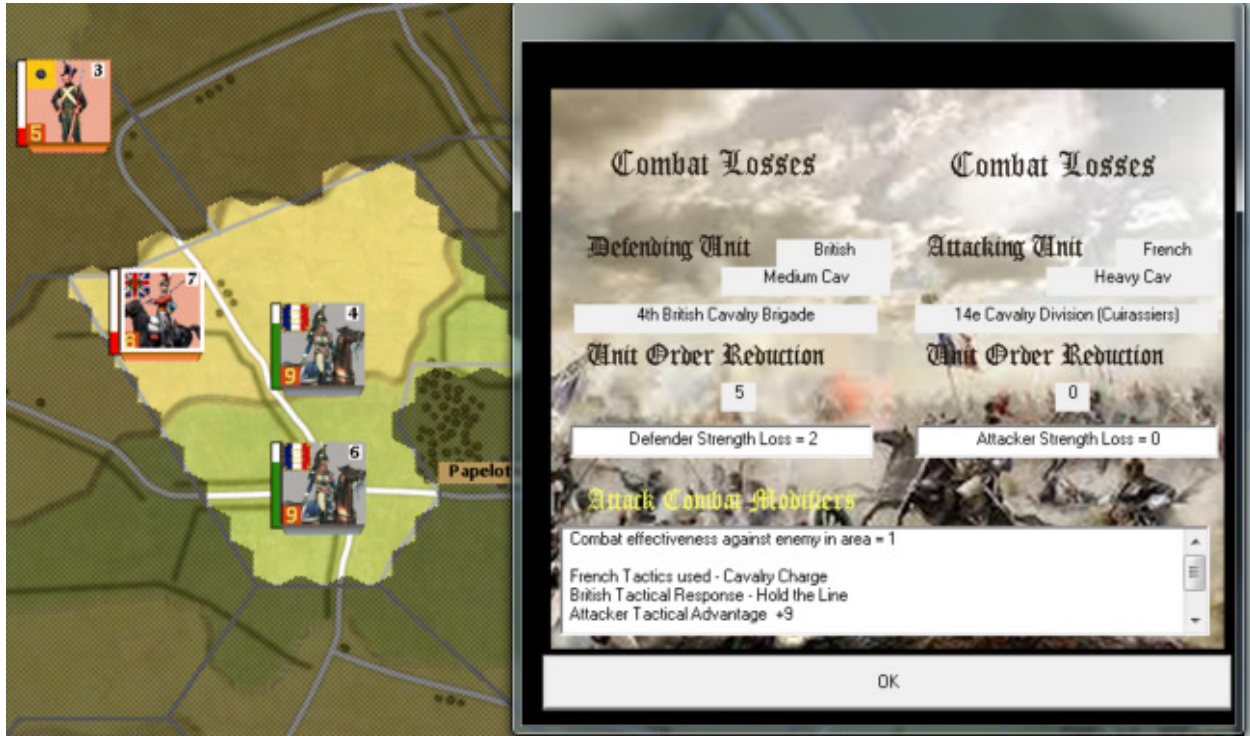 3
5
7
8
4
9
6
9
Papelot
Combat Losses
Combat Losses
Defending Unit
British
Attacking Unit
French
Medium Cav
Heavy Cav
4th British Cavalry Brigade
14e Cavalry Division (Cuirassiers)
Unit Order Reduction
Unit Order Reduction
5
0
Defender Strength Loss = 2
Attacker Strength Loss = 0
Attack Combat Modifiers
Combat effectiveness against enemy in area = 1
French Tactics used - Cavalry Charge
British Tactical Response - Hold the Line
Attacker Tactical Advantage +9
OK